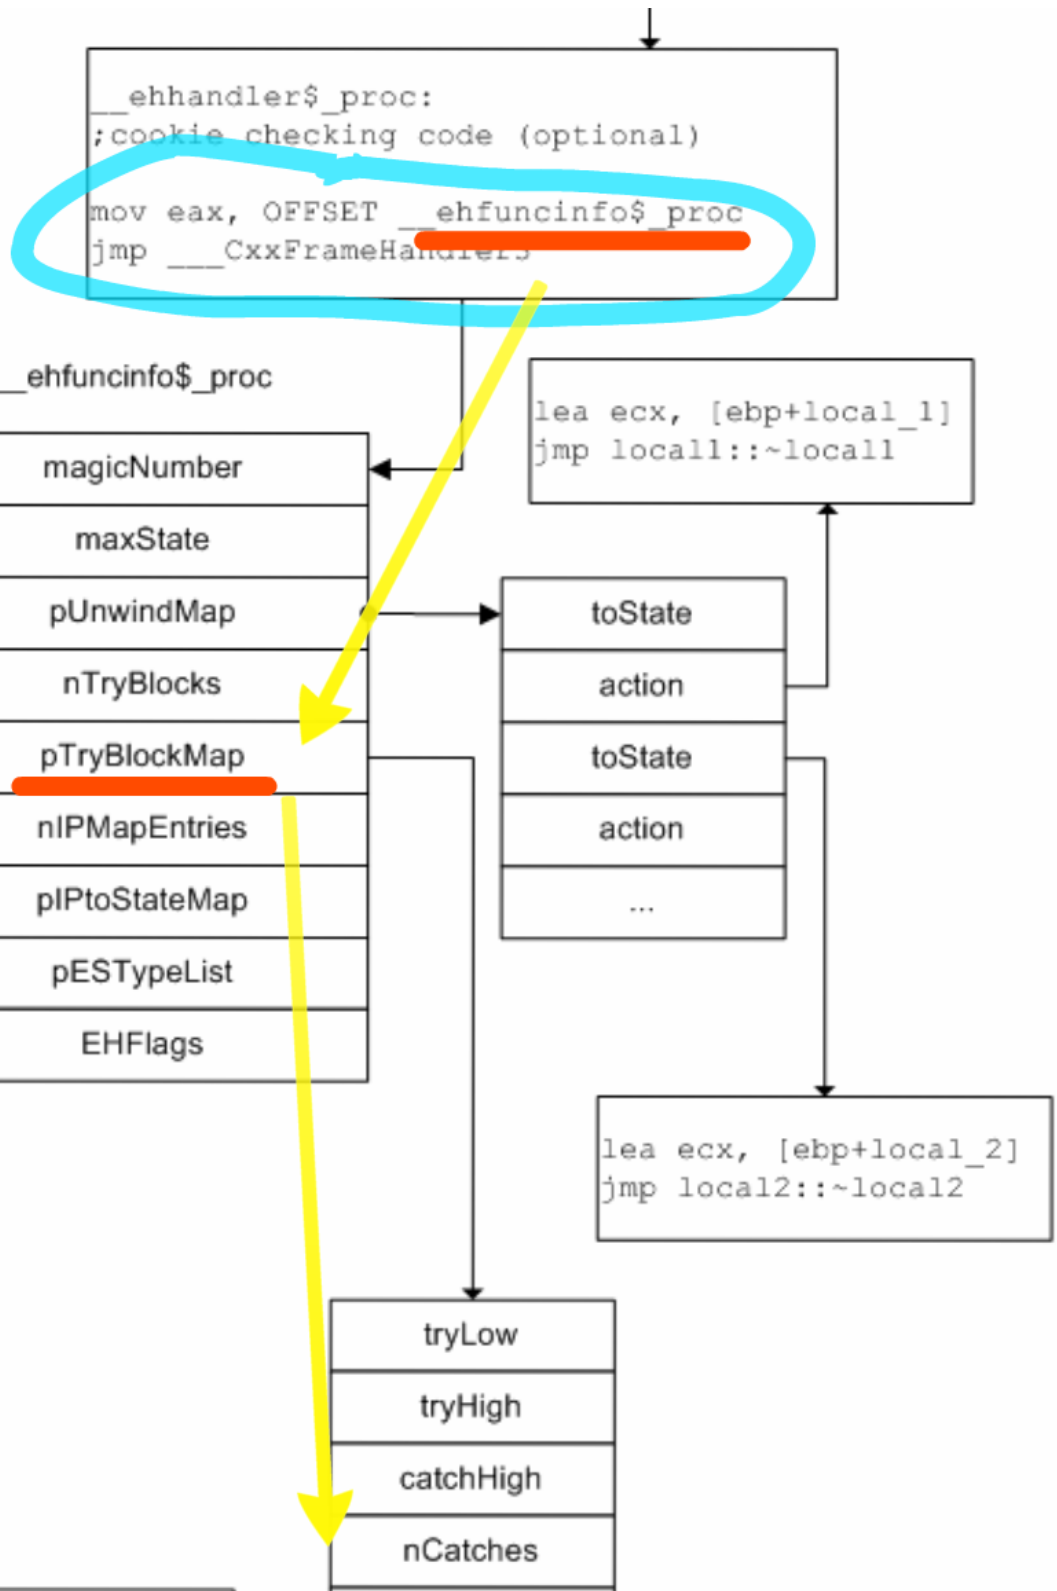 __ehhandler$_proc:
;cookie checking code (optional)
mov eax, OFFSET __ehfuncinfo$_proc
jmp ___CxxFrameHandler3
__ehfuncinfo$_proc
magicNumber
maxState
pUnwindMap
nTryBlocks
pTryBlockMap
nIPMapEntries
pIPtoStateMap
pESTypeList
EHFlags
lea ecx, [ebp+local_1]
jmp local1::~local1
toState
action
toState
action
...
lea ecx, [ebp+local_2]
jmp local2::~local2
tryLow
tryHigh
catchHigh
nCatches